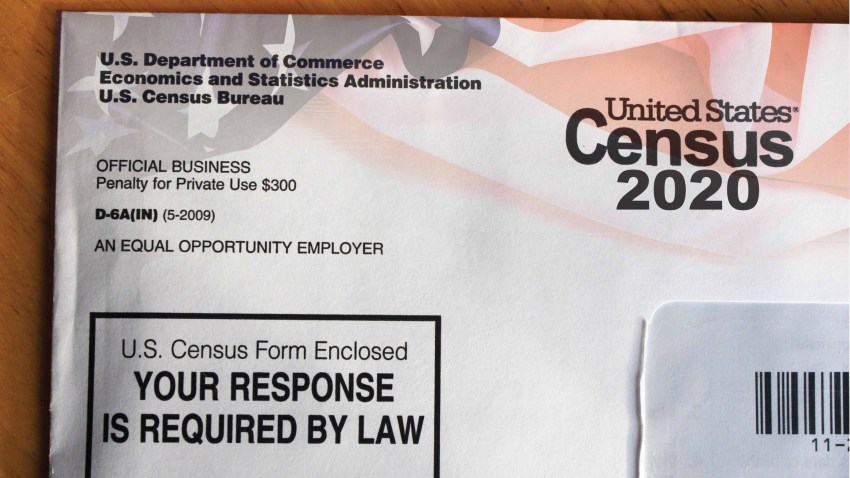 U.S. Department of Commerce
Economics and Statistics Administration
U.S. Census Bureau
OFFICIAL BUSINESS
Penalty for Private Use $300
D-6A(IN) (5-2009)
AN EQUAL OPPORTUNITY EMPLOYER
United States®
Census
2020
U.S. Census Form Enclosed
YOUR RESPONSE
IS REQUIRED BY LAW